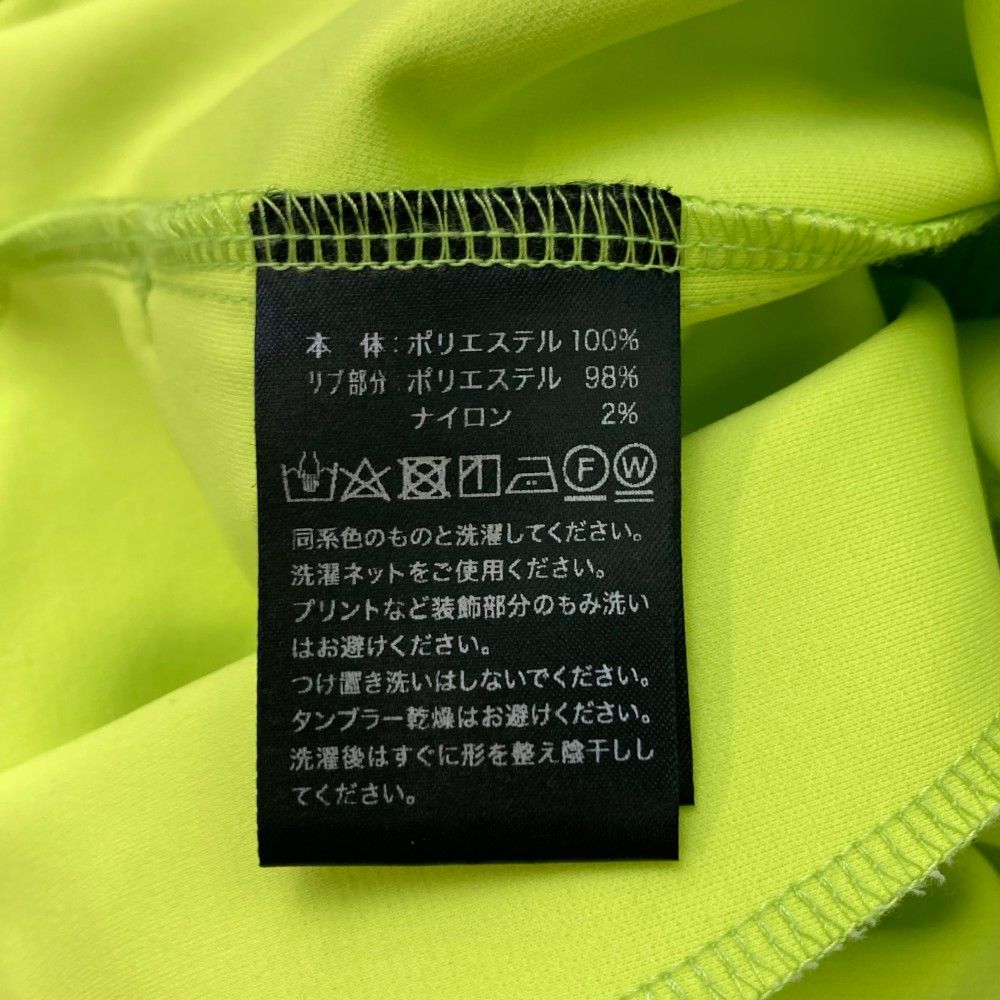 本 体:ポリエステル 100%
リブ部分 ポリエステル 98%
ナイロン 2%
F W
同系色のものと洗濯してください。
洗濯ネットをご使用ください。
プリントなど装飾部分のもみ洗い
はお避けください。
つけ置き洗いはしないでください。
タンブラー乾燥はお避けください。
洗濯後はすぐに形を整え陰干しし
てください。